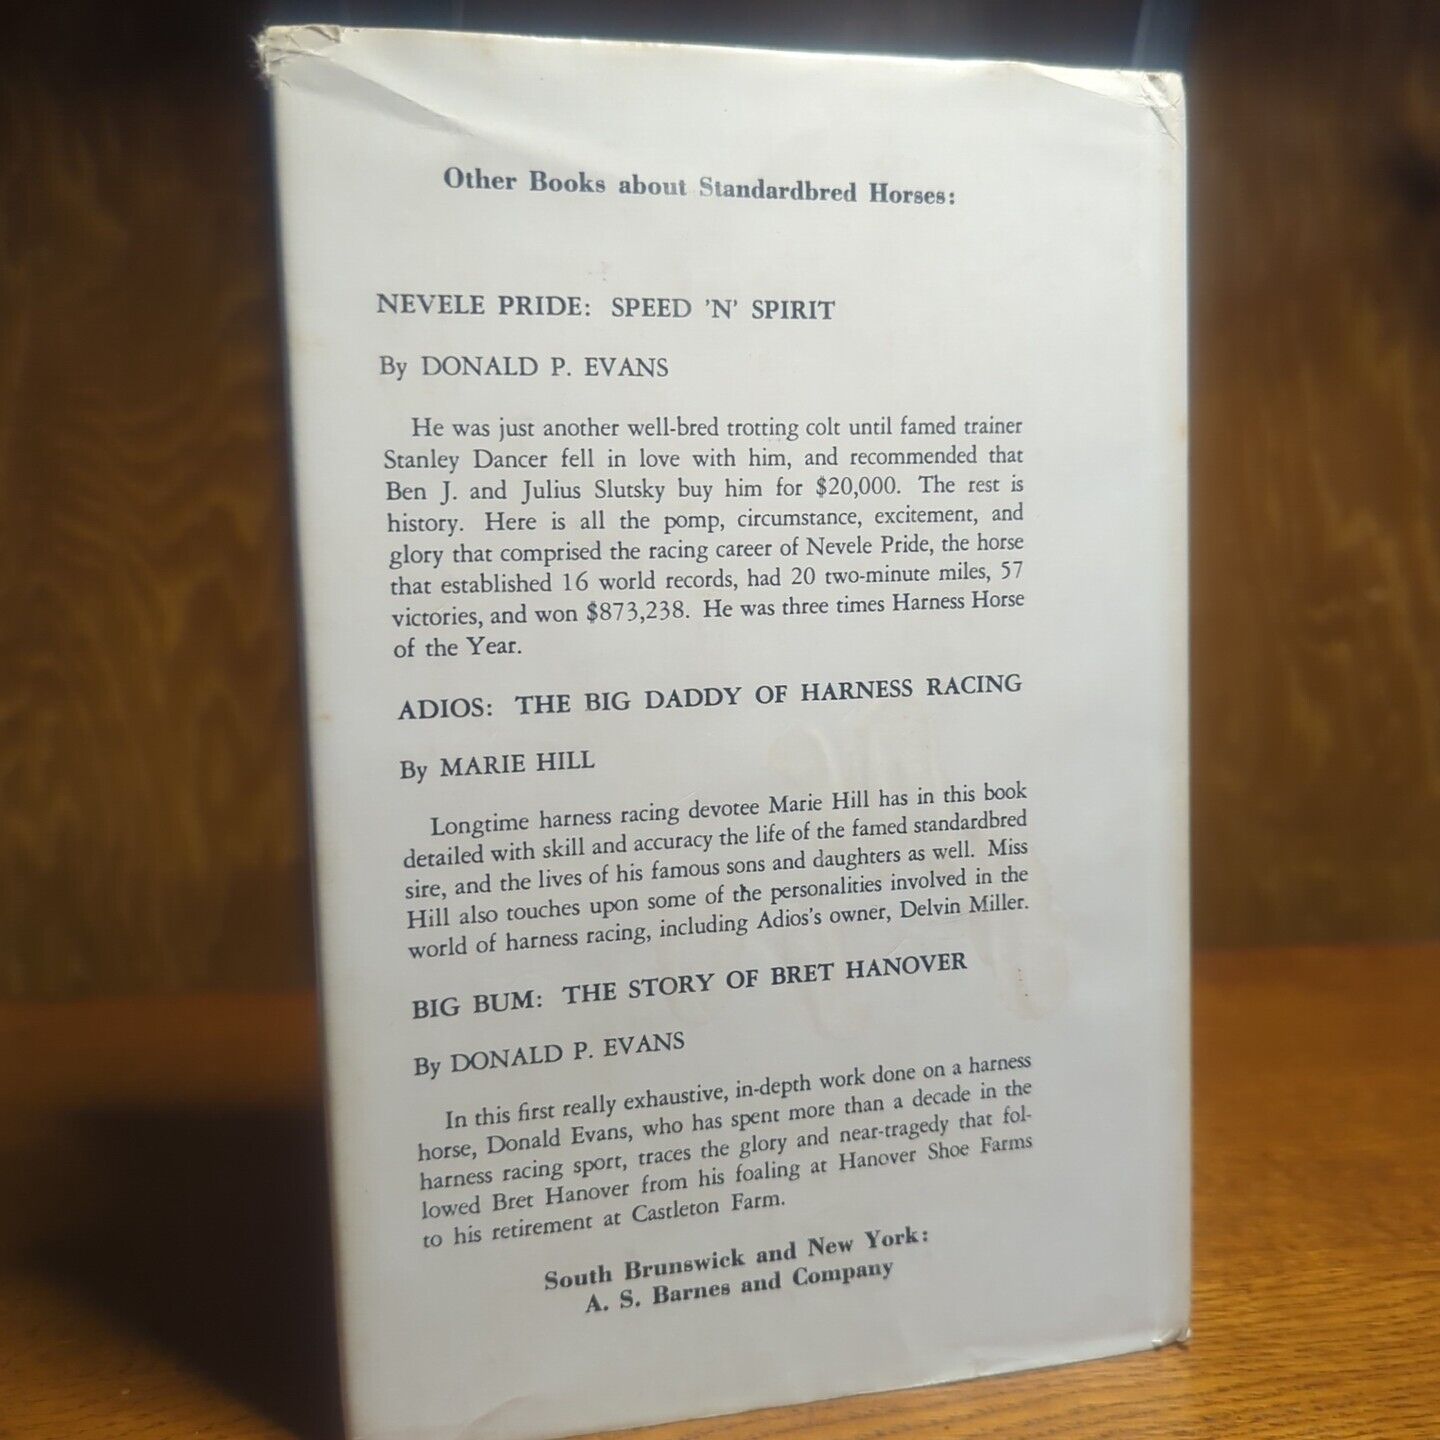 Other Books about Standardbred Horses:
NEVELE PRIDE: SPEED 'N' SPIRIT
By DONALD P. EVANS
He was just another well-bred trotting colt until famed trainer
Stanley Dancer fell in love with him, and recommended that
Ben J. and Julius Slutsky buy him for $20,000. The rest is
history. Here is all the pomp, circumstance, excitement, and
glory that comprised the racing career of Nevele Pride, the horse
that established 16 world records, had 20 two-minute miles, 57
victories, and won $873,238. He was three times Harness Horse
of the Year.
ADIOS: THE BIG DADDY OF HARNESS RACING
By MARIE HILL
Longtime harness racing devotee Marie Hill has in this book
detailed with skill and accuracy the life of the famed standardbred
sire, and the lives of his famous sons and daughters as well. Miss
Hill also touches upon some of the personalities involved in the
world of harness racing, including Adios's owner, Delvin Miller.
BIG BUM: THE STORY OF BRET HANOVER
By DONALD P. EVANS
In this first really exhaustive, in-depth work done on a harness
horse, Donald Evans, who has spent more than a decade in the
harness racing sport, traces the glory and near-tragedy that fol-
lowed Bret Hanover from his foaling at Hanover Shoe Farms
to his retirement at Castleton Farm.
South Brunswick and New York:
A. S. Barnes and Company